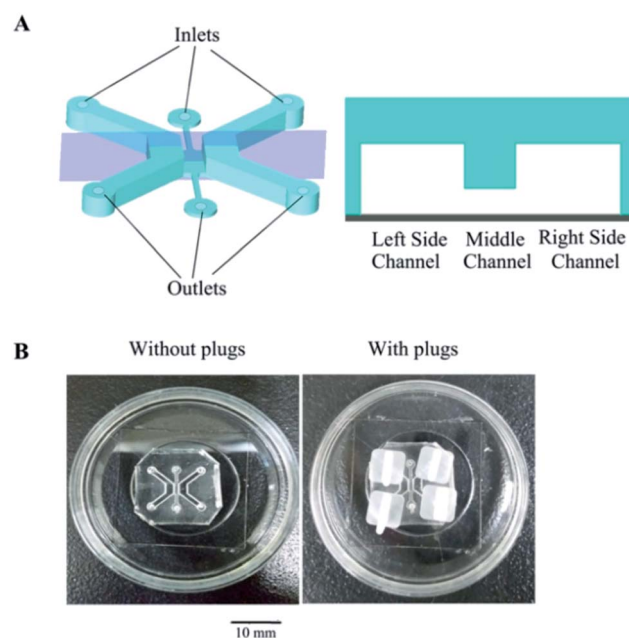 A
Inlets
Outlets
Left Side Middle Right Side
Channel Channel Channel
B
Without plugs With plugs
10 mm